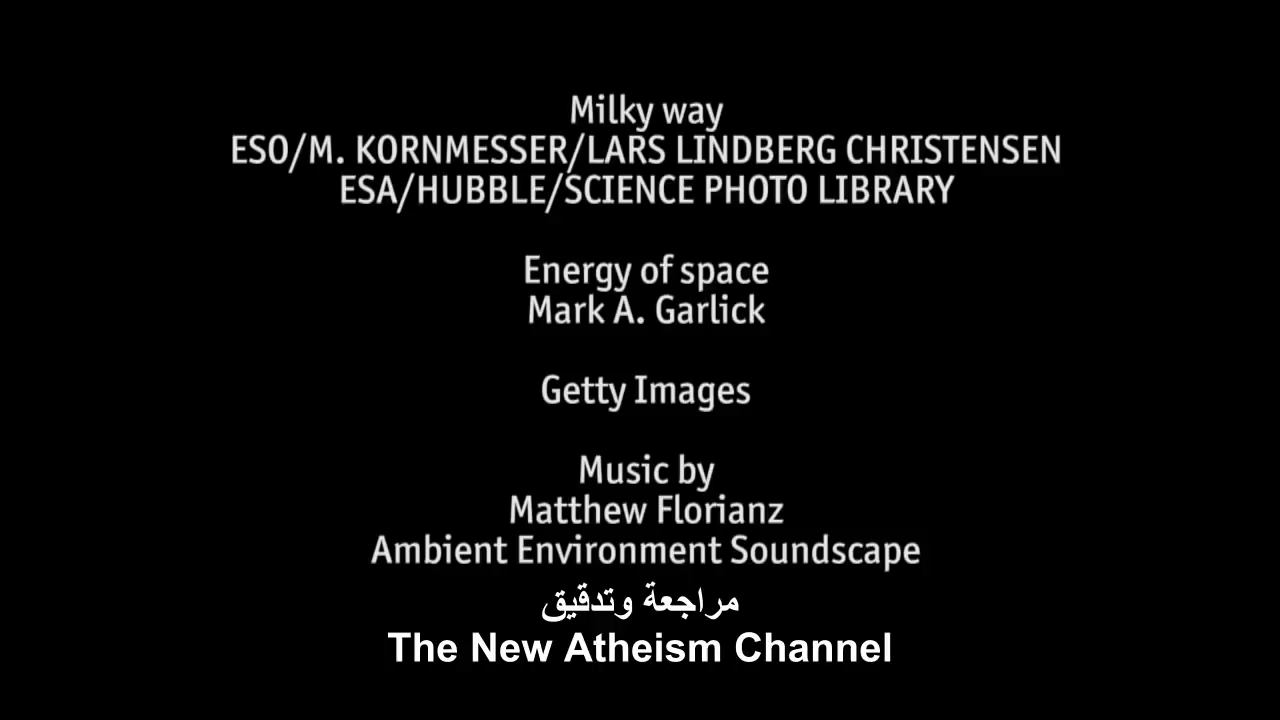 Milky way
ESO/M. KORNMESSER/LARS LINDBERG CHRISTENSEN
ESA/HUBBLE/SCIENCE PHOTO LIBRARY
Energy of space
Mark A. Garlick
Getty Images
Music by
Matthew Florianz
Ambient Environment Soundscape
مراجعة وتدقيق
The New Atheism Channel